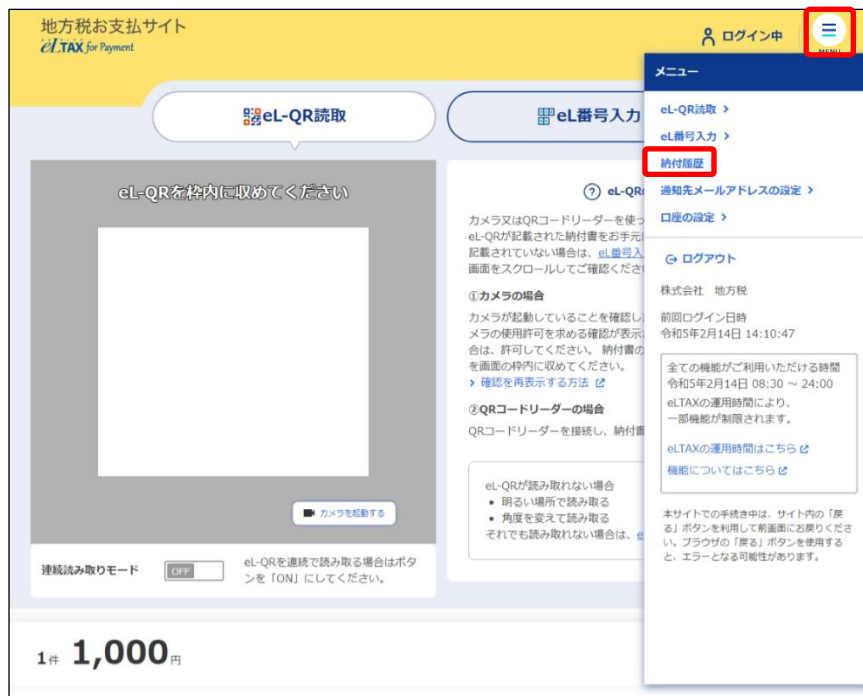 地方税お支払サイト
eLTAX for Payment
ログイン中
MENU
eL-QR読取
eL番号入力
eL-QRを枠内に収めてください
カメラを起動する
連続読み取りモード
OFF
eL-QRを連続で読み取る場合はボタ
ンを「ON」にしてください。
? eL-QR
カメラ又はQRコードリーダーを使っ
eL-QRが記載された納付書をお手元
記載されていない場合は、eL番号入
画面をスクロールしてご確認くださ
①カメラの場合
カメラが起動していることを確認し
メラの使用許可を求める確認が表示
合は、許可してください。 納付書の
を画面の枠内に収めてください。
確認を再表示する方法
②QRコードリーダーの場合
QRコードリーダーを接続し、納付書
eL-QRが読み取れない場合
• 明るい場所で読み取る
• 角度を変えて読み取る
それでも読み取れない場合は、e
メニュー
eL-QR読取
eL番号入力
納付履歴
通知先メールアドレスの設定
口座の設定
ログアウト
株式会社 地方税
前回ログイン日時
令和5年2月14日 14:10:47
全ての機能がご利用いただける時間
令和5年2月14日 08:30 ～ 24:00
eLTAXの運用時間により、
一部機能が制限されます。
eLTAXの運用時間はこちら
機能についてはこちら
本サイトでの手続き中は、サイト内の「戻
る」ボタンを利用して前画面にお戻りくださ
い。ブラウザの「戻る」ボタンを使用する
と、エラーとなる可能性があります。
1件 1,000円